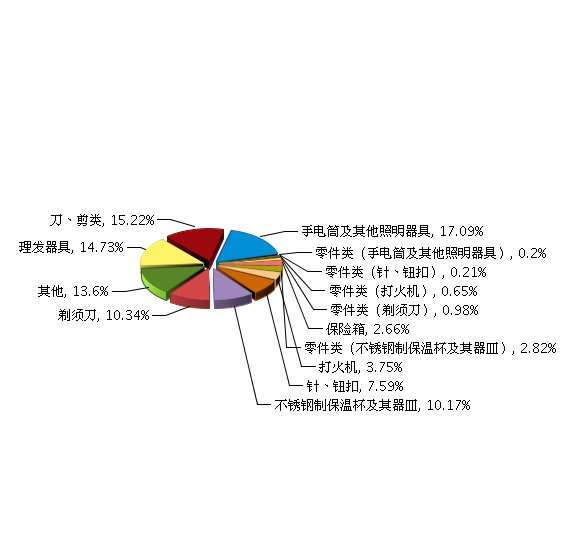 刀、剪类, 15.22%
理发器具, 14.73%
其他, 13.6%
剃须刀, 10.34%
手电筒及其他照明器具, 17.09%
零件类（手电筒及其他照明器具）, 0.2%
零件类（针、钮扣）, 0.21%
零件类（打火机）, 0.65%
零件类（剃须刀）, 0.98%
保险箱, 2.66%
零件类（不锈钢制保温杯及其器皿）, 2.82%
打火机, 3.75%
针、钮扣, 7.59%
不锈钢制保温杯及其器皿, 10.17%